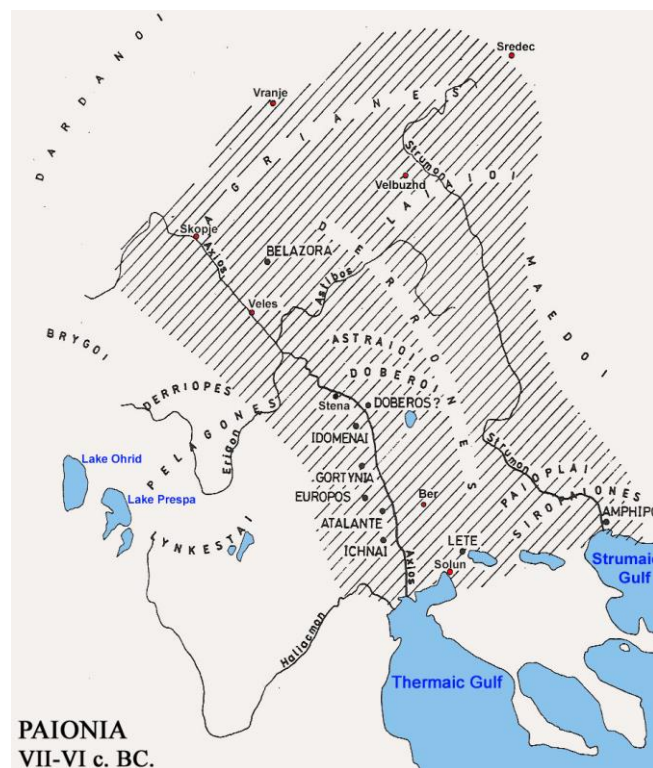 Sredec
Vranje
DARDANOI
AGRIANES
Strumon
Velbuzhd
LAIAIOI
Skopje
Axios
BELAZORA
DERRONES
Astibos
MAEDOI
Veles
BRYGOI
ASTRAIOI
DOBEROI
DERRIOPES
Stena
DOBEROS?
PELAGONES
IDOMENAI
Erigon
Strumon
Lake Ohrid
GORTYNIA
Lake Prespa
EUROPOS
Ber
PAIOPLAI
SIROPAIONES
ATALANTE
AMPHIPO
LYNKESTAI
ICHNAI
LETE
Axios
Solun
Strumaic
Gulf
Haliacmon
Thermaic Gulf
PAIONIA
VII-VI c. BC.